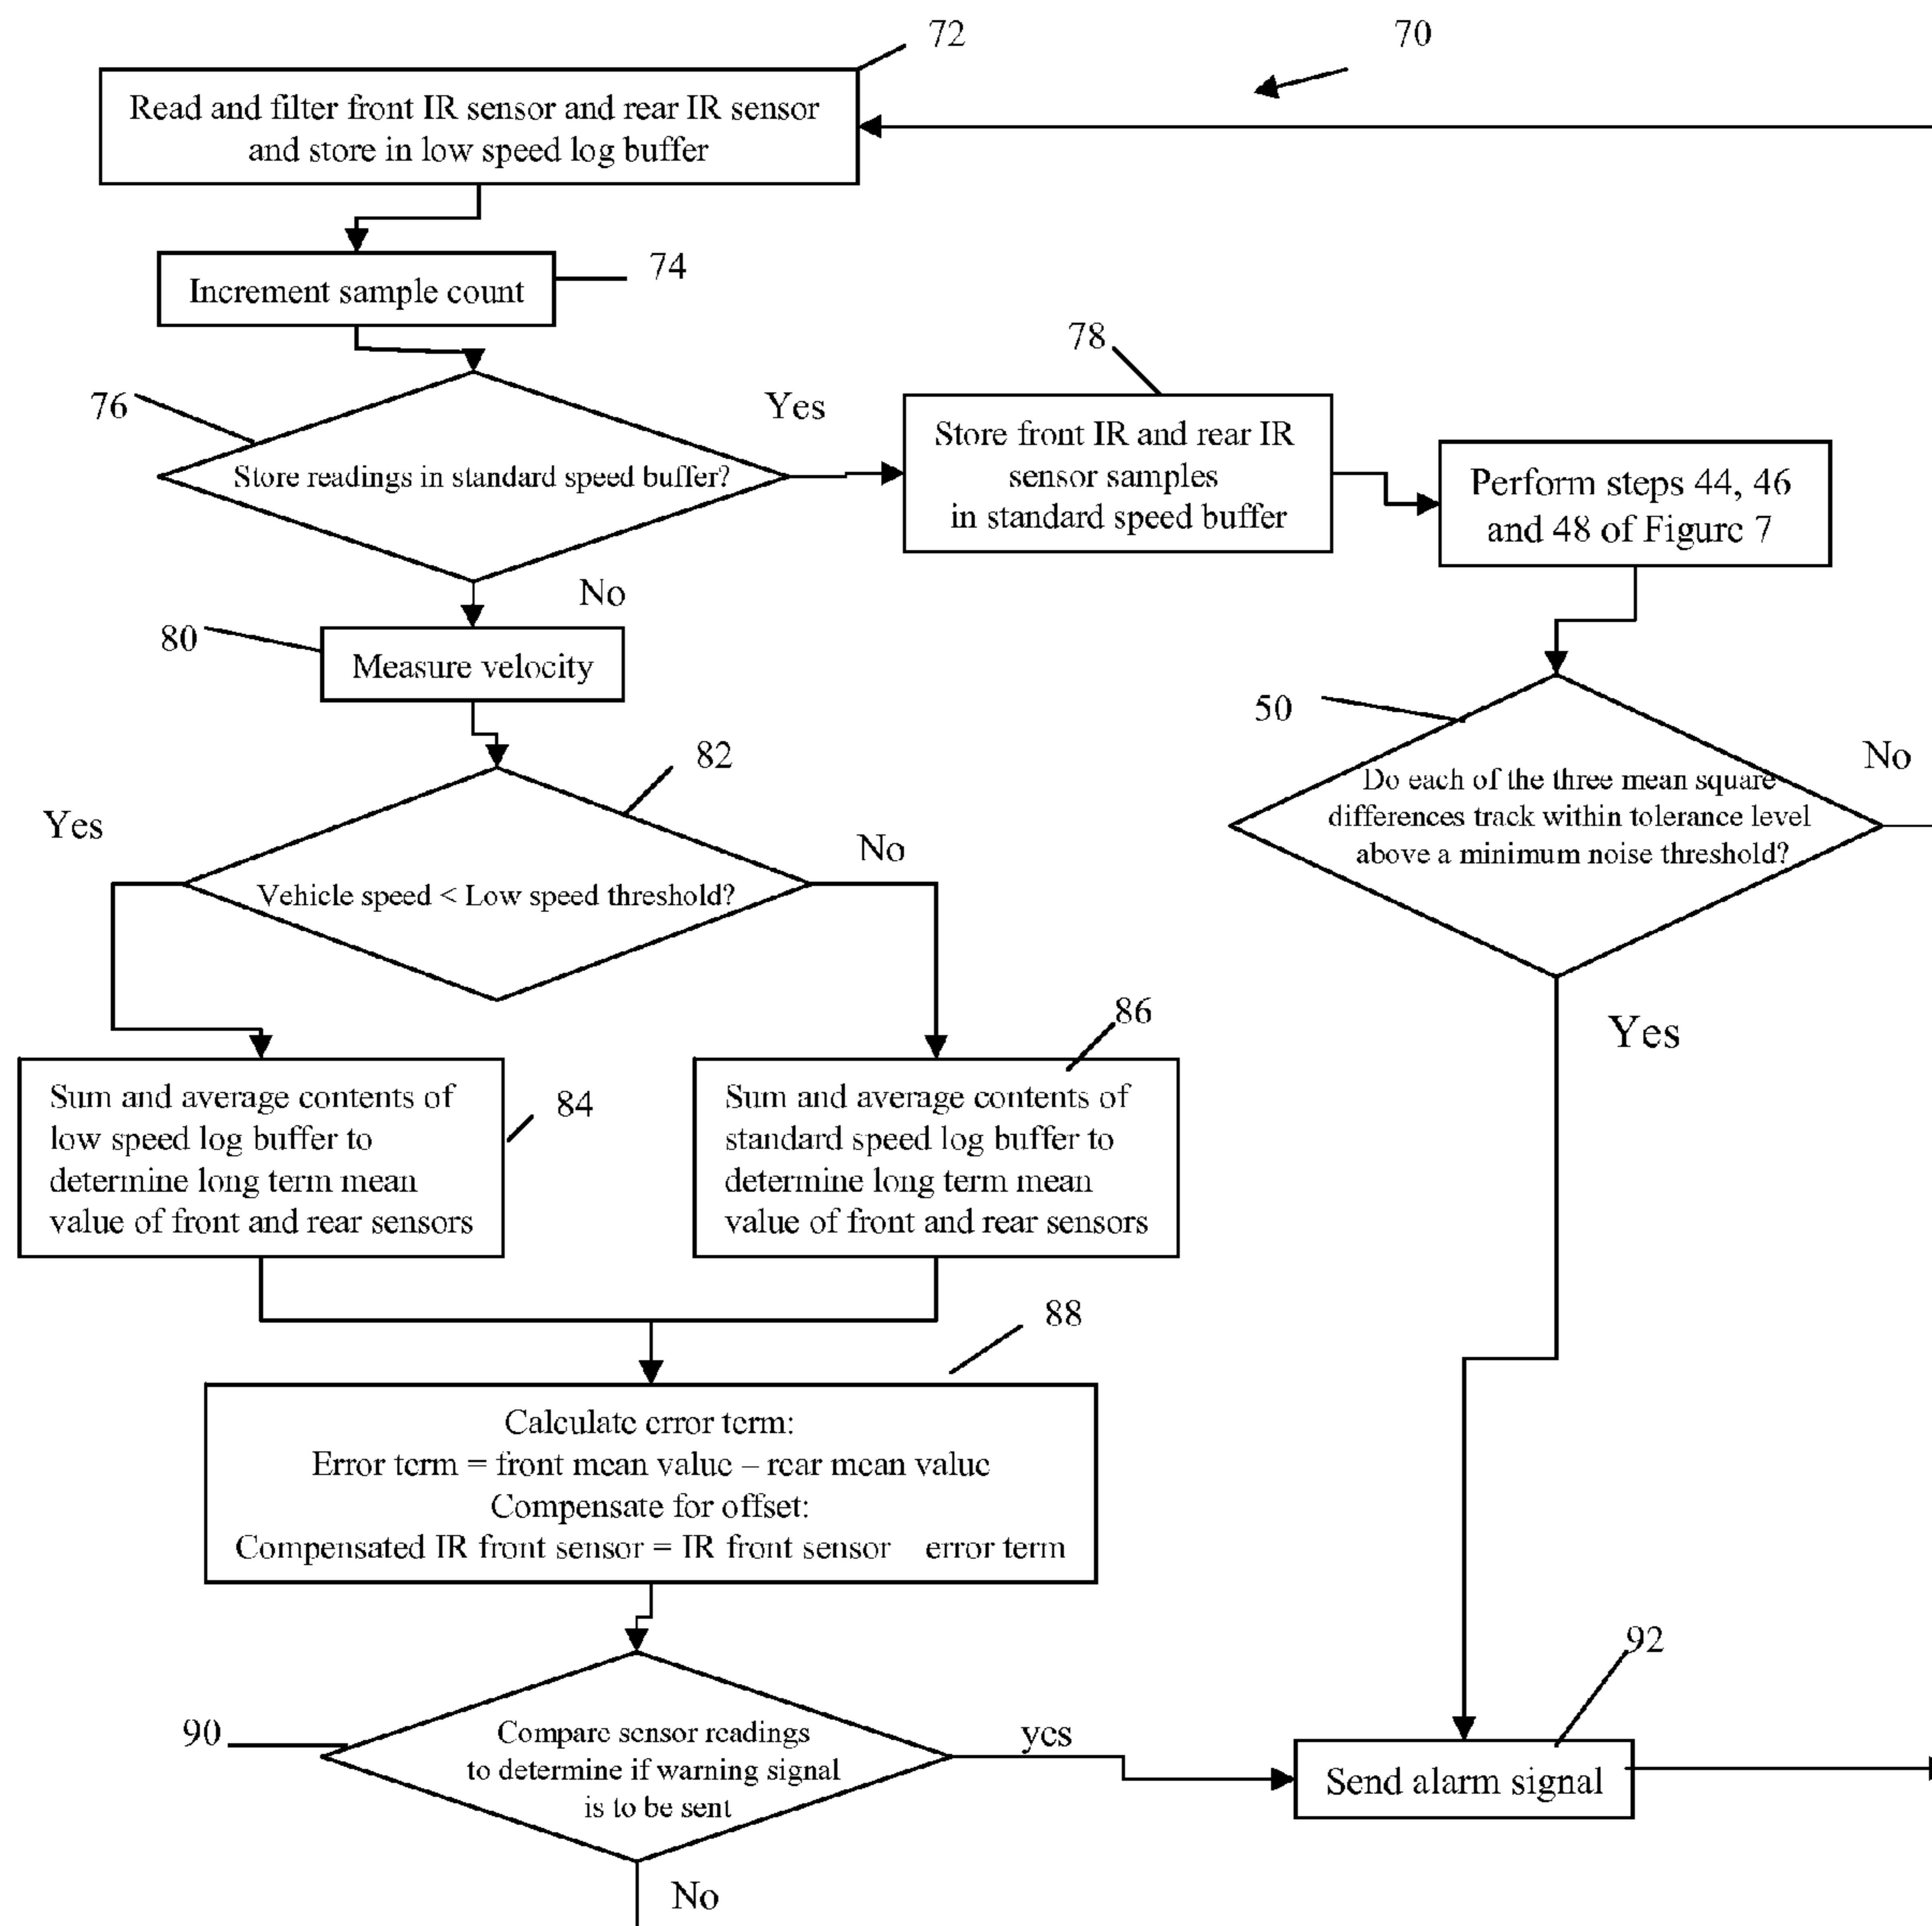 72
70
Read and filter front IR sensor and rear IR sensor
and store in low speed log buffer
74
Increment sample count
78
76
Yes
Store readings in standard speed buffer?
Store front IR and rear IR
sensor samples
in standard speed buffer
Perform steps 44, 46
and 48 of Figure 7
No
80
Measure velocity
50
Do each of the three mean square
differences track within tolerance level
above a minimum noise threshold?
No
Yes
82
Yes
No
Vehicle speed < Low speed threshold?
86
84
Sum and average contents of
low speed log buffer to
determine long term mean
value of front and rear sensors
Sum and average contents of
standard speed log buffer to
determine long term mean
value of front and rear sensors
88
Calculate error term:
Error term = front mean value – rear mean value
Compensate for offset:
Compensated IR front sensor = IR front sensor error term
90
Compare sensor readings
to determine if warning signal
is to be sent
yes
92
Send alarm signal
No